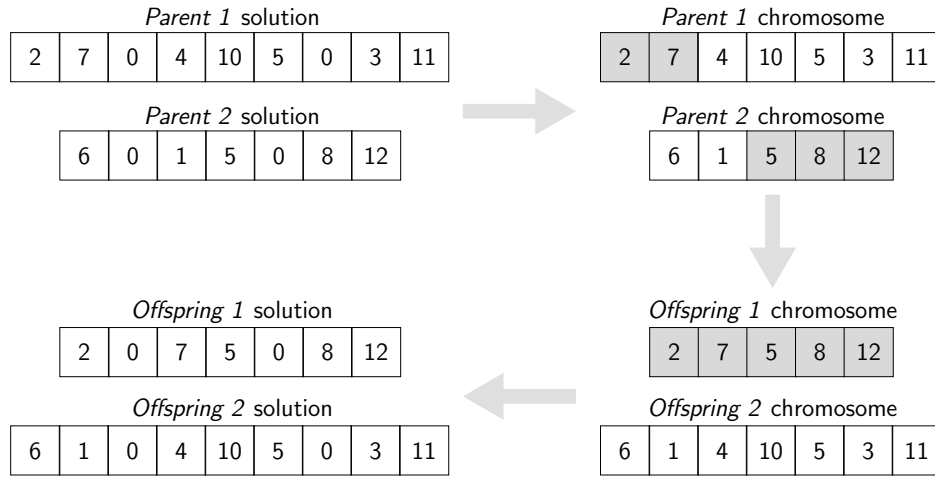 Parent 1 solution
2 7 0 4 10 5 0 3 11
Parent 2 solution
6 0 1 5 0 8 12
Parent 1 chromosome
2 7 4 10 5 3 11
Parent 2 chromosome
6 1 5 8 12
Offspring 1 solution
2 0 7 5 0 8 12
Offspring 2 solution
6 1 0 4 10 5 0 3 11
Offspring 1 chromosome
2 7 5 8 12
Offspring 2 chromosome
6 1 4 10 5 3 11